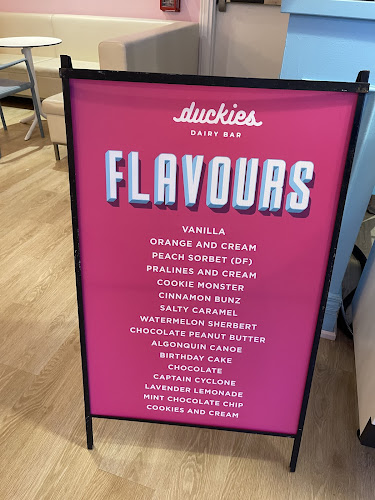 duckies
DAIRY BAR
FLAVOURS
VANILLA
ORANGE AND CREAM
PEACH SORBET (DF)
PRALINES AND CREAM
COOKIE MONSTER
CINNAMON BUNZ
SALTY CARAMEL
WATERMELON SHERBERT
CHOCOLATE PEANUT BUTTER
ALGONQUIN CANOE
BIRTHDAY CAKE
CHOCOLATE
CAPTAIN CYCLONE
LAVENDER LEMONADE
MINT CHOCOLATE CHIP
COOKIES AND CREAM